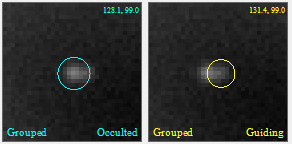 128.1, 99.0
Grouped Occulted
131.4, 99.0
Grouped Guiding